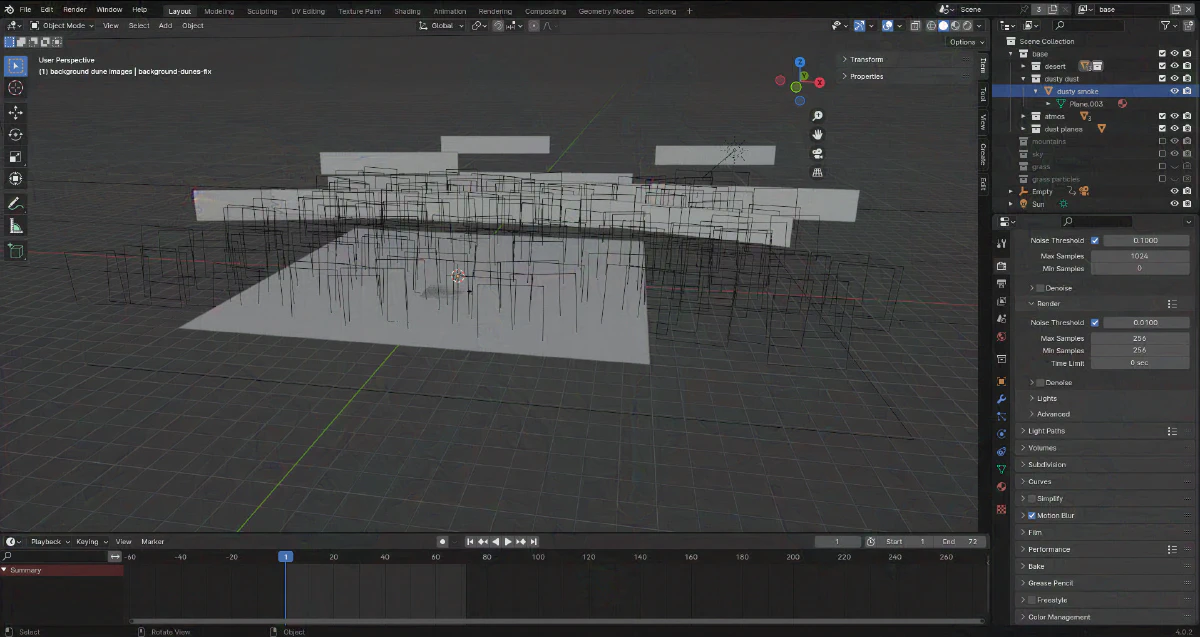 File Edit Render Window Help Layout Modeling Sculpting UV Editing Texture Paint Shading Animation Rendering Compositing Geometry Nodes Scripting + Scene 3 base
Object Mode View Select Add Object Global
Options
User Perspective
(1) background dune images | background-dunes-fix
Z
Y
X
Transform
Properties
Item
Tool
View
Create
Edit
Scene Collection
base
desert
dusty dust
dusty smoke
Plane.003
atmos
dust planes
mountains
sky
grass
grass particles
Empty
Sun
Noise Threshold 0.1000
Max Samples 1024
Min Samples 0
Denoise
Render
Noise Threshold 0.0100
Max Samples 256
Min Samples 256
Time Limit 0 sec
Denoise
Lights
Advanced
Light Paths
Volumes
Subdivision
Curves
Simplify
Motion Blur
Film
Performance
Bake
Grease Pencil
Freestyle
Color Management
Playback Keying View Marker 1 Start 1 End 72
-60 -40 -20 1 20 40 60 80 100 120 140 160 180 200 220 240 260
Summary
Select Rotate View Object 4.0.2